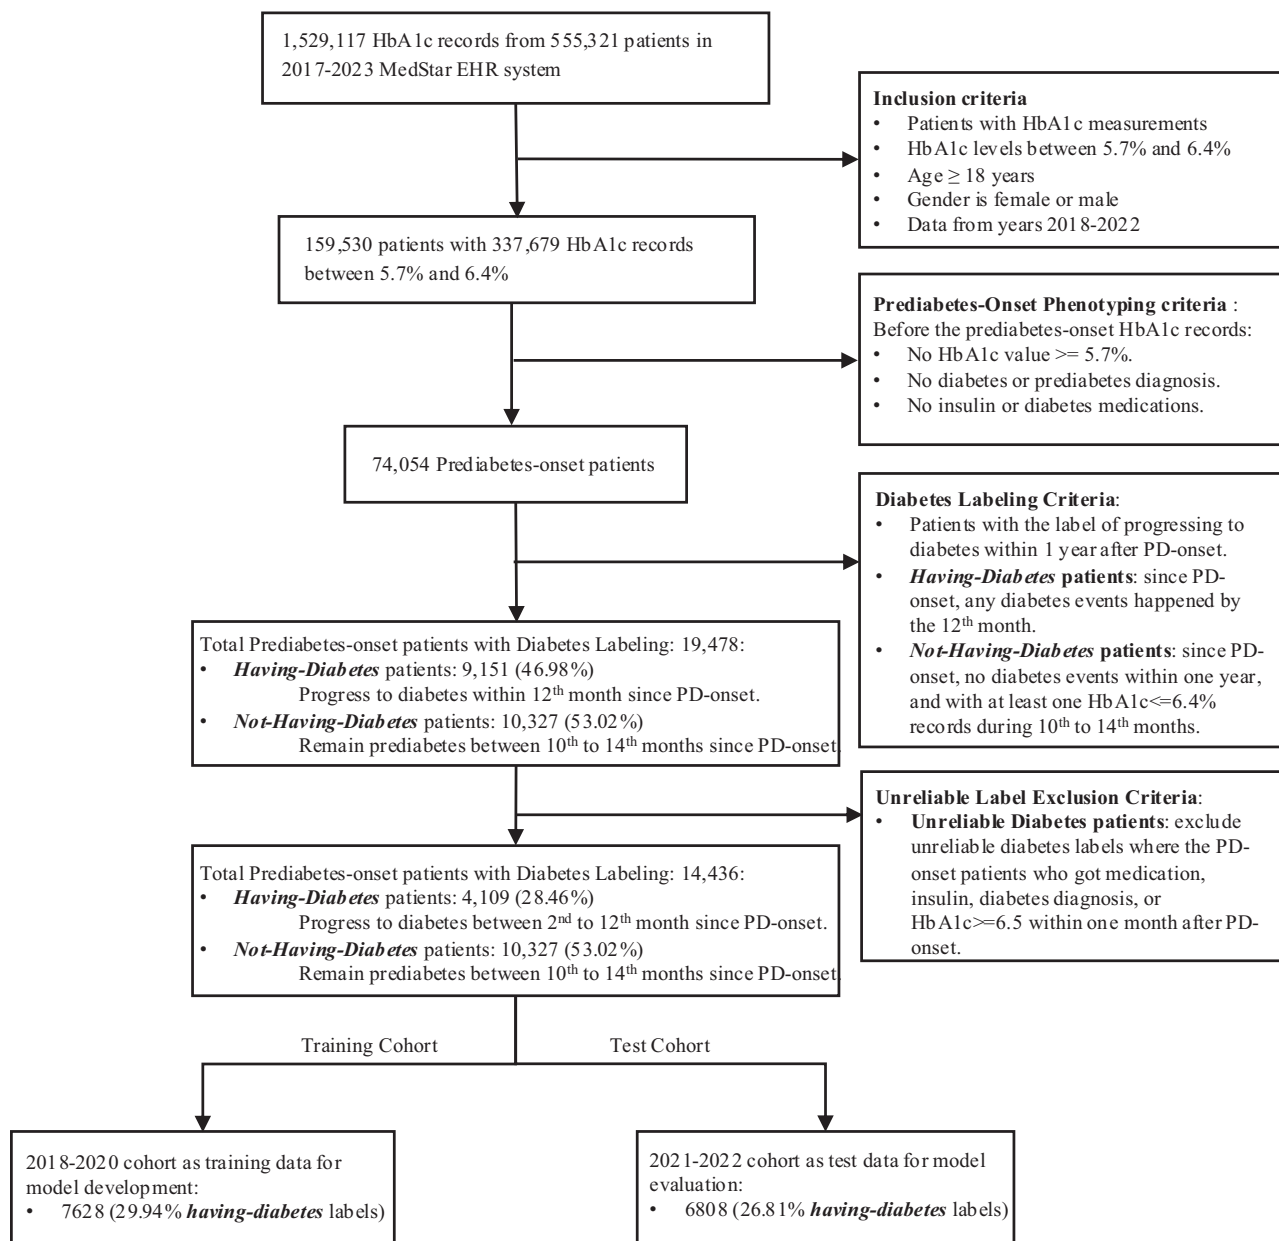 1,529,117 HbA1c records from 555,321 patients in
2017-2023 MedStar EHR system
Inclusion criteria
• Patients with HbA1c measurements
• HbA1c levels between 5.7% and 6.4%
• Age ≥ 18 years
• Gender is female or male
• Data from years 2018-2022
159,530 patients with 337,679 HbA1c records
between 5.7% and 6.4%
Prediabetes-Onset Phenotyping criteria :
Before the prediabetes-onset HbA1c records:
• No HbA1c value >= 5.7%.
• No diabetes or prediabetes diagnosis.
• No insulin or diabetes medications.
74,054 Prediabetes-onset patients
Diabetes Labeling Criteria:
• Patients with the label of progressing to
diabetes within 1 year after PD-onset.
• Having-Diabetes patients: since PD-
onset, any diabetes events happened by
the 12th month.
• Not-Having-Diabetes patients: since PD-
onset, no diabetes events within one year,
and with at least one HbA1c<=6.4%
records during 10th to 14th months.
Total Prediabetes-onset patients with Diabetes Labeling: 19,478:
• Having-Diabetes patients: 9,151 (46.98%)
Progress to diabetes within 12th month since PD-onset.
• Not-Having-Diabetes patients: 10,327 (53.02%)
Remain prediabetes between 10th to 14th months since PD-onset.
Unreliable Label Exclusion Criteria:
• Unreliable Diabetes patients: exclude
unreliable diabetes labels where the PD-
onset patients who got medication,
insulin, diabetes diagnosis, or
HbA1c>=6.5 within one month after PD-
onset.
Total Prediabetes-onset patients with Diabetes Labeling: 14,436:
• Having-Diabetes patients: 4,109 (28.46%)
Progress to diabetes between 2nd to 12th month since PD-onset.
• Not-Having-Diabetes patients: 10,327 (53.02%)
Remain prediabetes between 10th to 14th months since PD-onset.
Training Cohort
Test Cohort
2018-2020 cohort as training data for
model development:
• 7628 (29.94% having-diabetes labels)
2021-2022 cohort as test data for model
evaluation:
• 6808 (26.81% having-diabetes labels)